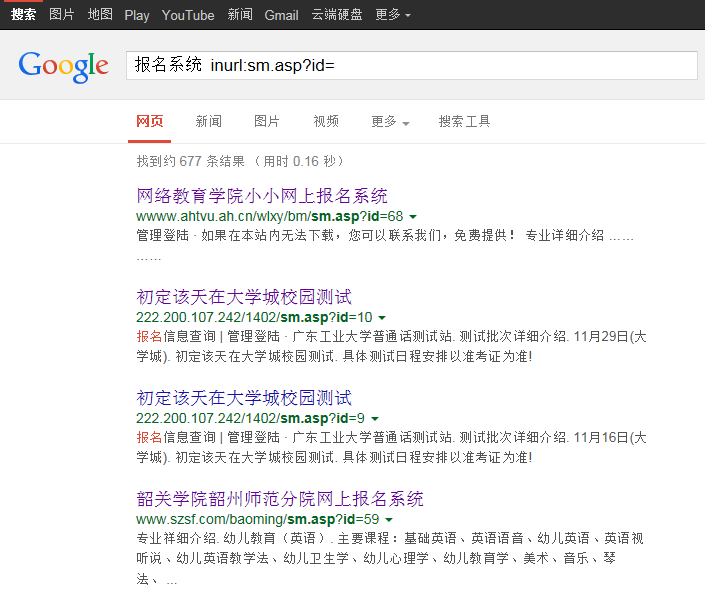 搜索 图片 地图 Play YouTube 新闻 Gmail 云端硬盘 更多
Google 报名系统 inurl:sm.asp?id=
网页 新闻 图片 视频 更多 搜索工具
找到约 677 条结果 （用时 0.16 秒）
网络教育学院小小网上报名系统
wwww.ahtvu.ah.cn/wlxy/bm/sm.asp?id=68
管理登陆 · 如果在本站内无法下载，您可以联系我们，免费提供！ 专业详细介绍 ……
……
初定该天在大学城校园测试
222.200.107.242/1402/sm.asp?id=10
报名信息查询 | 管理登陆 · 广东工业大学普通话测试站. 测试批次详细介绍. 11月29日(大
学城). 初定该天在大学城校园测试. 具体测试日程安排以准考证为准!
初定该天在大学城校园测试
222.200.107.242/1402/sm.asp?id=9
报名信息查询 | 管理登陆 · 广东工业大学普通话测试站. 测试批次详细介绍. 11月16日(大
学城). 初定该天在大学城校园测试. 具体测试日程安排以准考证为准!
韶关学院韶州师范分院网上报名系统
www.szsf.com/baoming/sm.asp?id=59
专业祥细介绍. 幼儿教育（英语）. 主要课程：基础英语、英语语音、幼儿英语、英语视
听说、幼儿英语教学法、幼儿卫生学、幼儿心理学、幼儿教育学、美术、音乐、琴
法、 ...